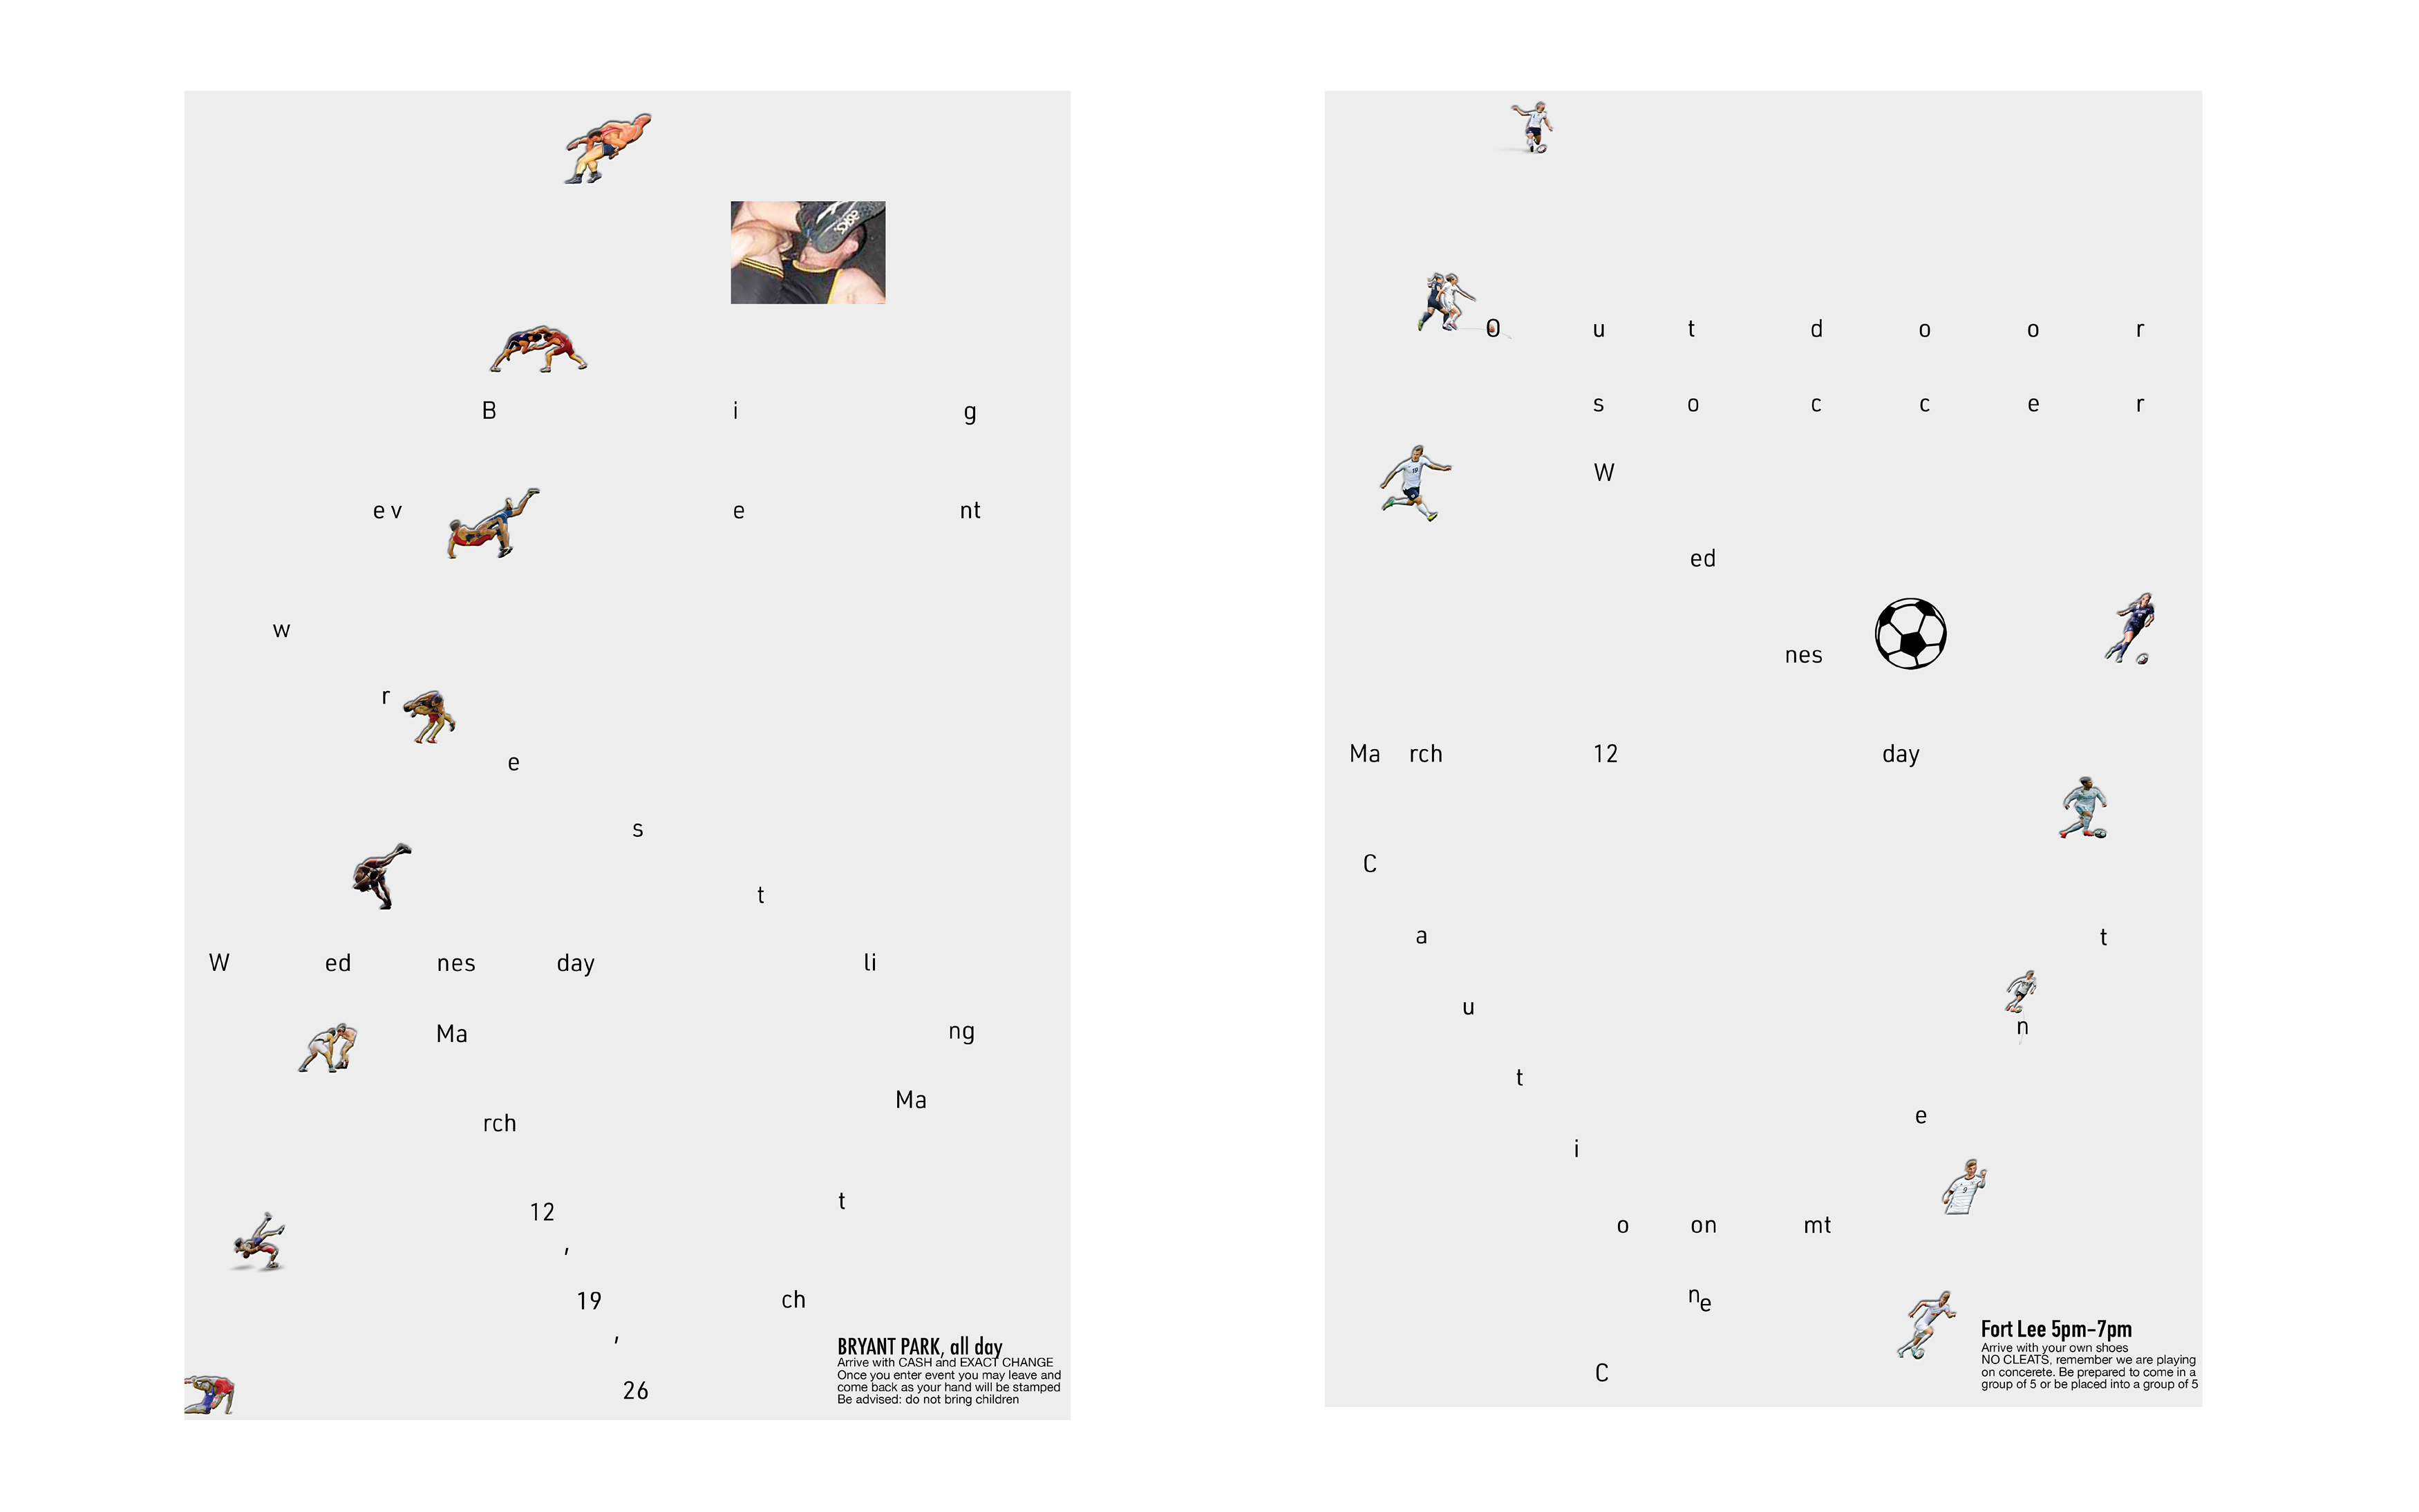 asics
B i g
e v e nt
w
r
e
s
t
W ed nes day li
Ma ng
Ma
rch
t
12
,
19 ch
,
26
BRYANT PARK, all day
Arrive with CASH and EXACT CHANGE
Once you enter event you may leave and
come back as your hand will be stamped
Be advised: do not bring children
O u t d o o r
s o c c e r
W
ed
nes
Ma rch 12 day
C
a t
u
n
t
e
i
9
o on mt
n e
C
Fort Lee 5pm–7pm
Arrive with your own shoes
NO CLEATS, remember we are playing
on concerete. Be prepared to come in a
group of 5 or be placed into a group of 5